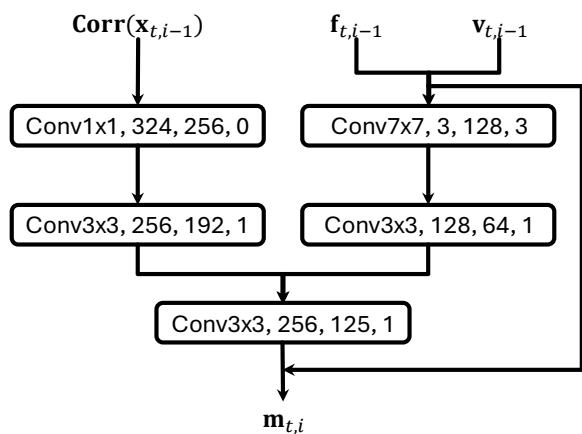 Corr(x_{t,i−1}) f_{t,i−1} v_{t,i−1}
Conv1x1, 324, 256, 0 Conv7x7, 3, 128, 3
Conv3x3, 256, 192, 1 Conv3x3, 128, 64, 1
Conv3x3, 256, 125, 1
m_{t,i}